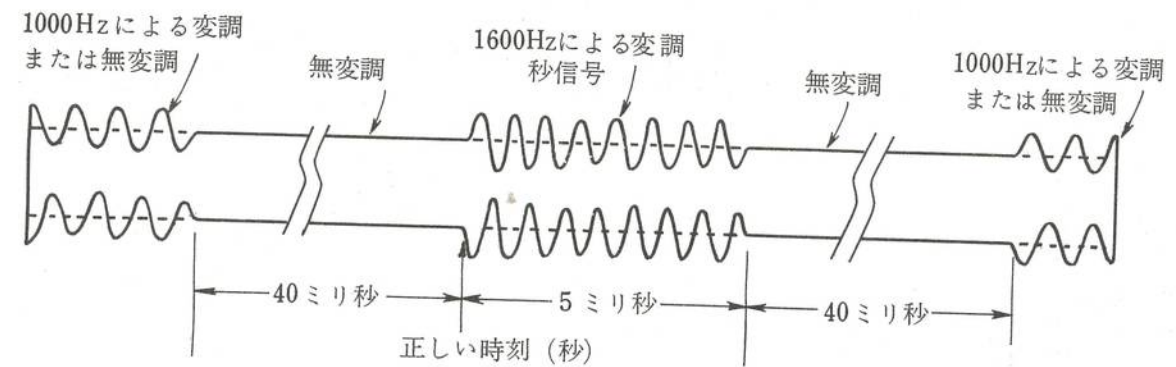 1000Hzによる変調
または無変調
無変調
1600Hzによる変調
秒信号
無変調
1000Hzによる変調
または無変調
40ミリ秒
5ミリ秒
40ミリ秒
正しい時刻(秒)